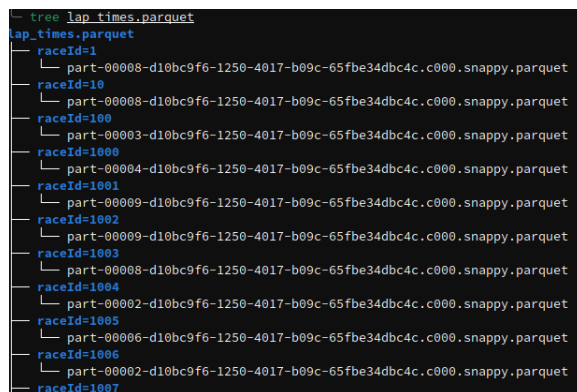 tree lap_times.parquet
lap_times.parquet
├── raceId=1
│   └── part-00008-d10bc9f6-1250-4017-b09c-65fbe34dbc4c.c000.snappy.parquet
├── raceId=10
│   └── part-00008-d10bc9f6-1250-4017-b09c-65fbe34dbc4c.c000.snappy.parquet
├── raceId=100
│   └── part-00003-d10bc9f6-1250-4017-b09c-65fbe34dbc4c.c000.snappy.parquet
├── raceId=1000
│   └── part-00004-d10bc9f6-1250-4017-b09c-65fbe34dbc4c.c000.snappy.parquet
├── raceId=1001
│   └── part-00009-d10bc9f6-1250-4017-b09c-65fbe34dbc4c.c000.snappy.parquet
├── raceId=1002
│   └── part-00009-d10bc9f6-1250-4017-b09c-65fbe34dbc4c.c000.snappy.parquet
├── raceId=1003
│   └── part-00008-d10bc9f6-1250-4017-b09c-65fbe34dbc4c.c000.snappy.parquet
├── raceId=1004
│   └── part-00002-d10bc9f6-1250-4017-b09c-65fbe34dbc4c.c000.snappy.parquet
├── raceId=1005
│   └── part-00006-d10bc9f6-1250-4017-b09c-65fbe34dbc4c.c000.snappy.parquet
├── raceId=1006
│   └── part-00002-d10bc9f6-1250-4017-b09c-65fbe34dbc4c.c000.snappy.parquet
├── raceId=1007